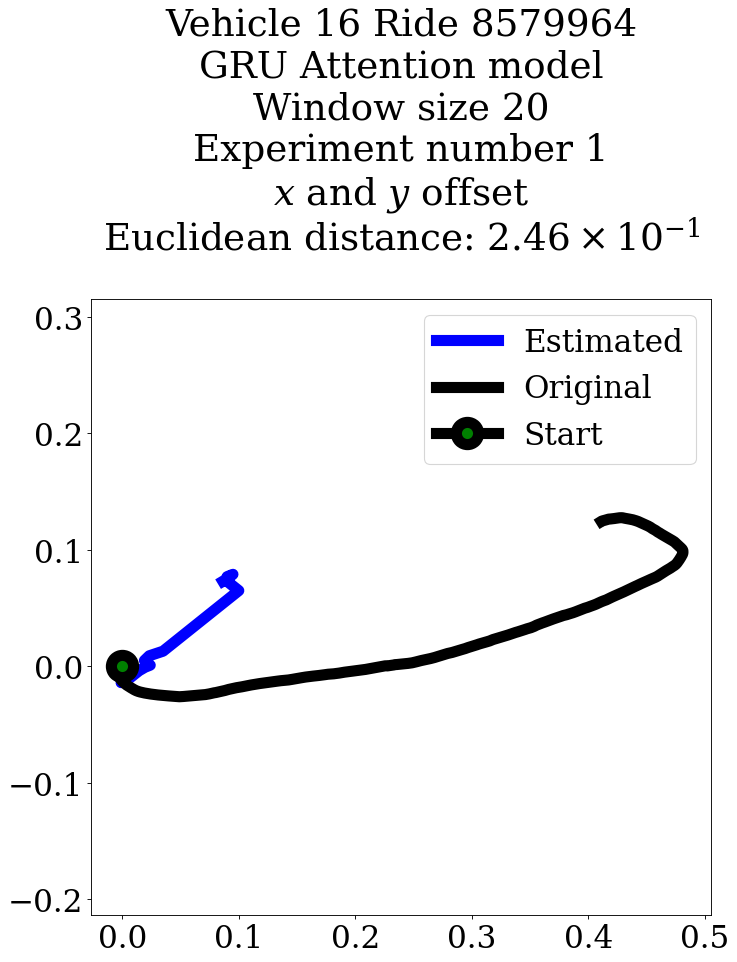 Vehicle 16 Ride 8579964
GRU Attention model
Window size 20
Experiment number 1
x and y offset
Euclidean distance: 2.46 × 10⁻¹
Estimated
Original
Start
0.3
0.2
0.1
0.0
−0.1
−0.2
0.0 0.1 0.2 0.3 0.4 0.5